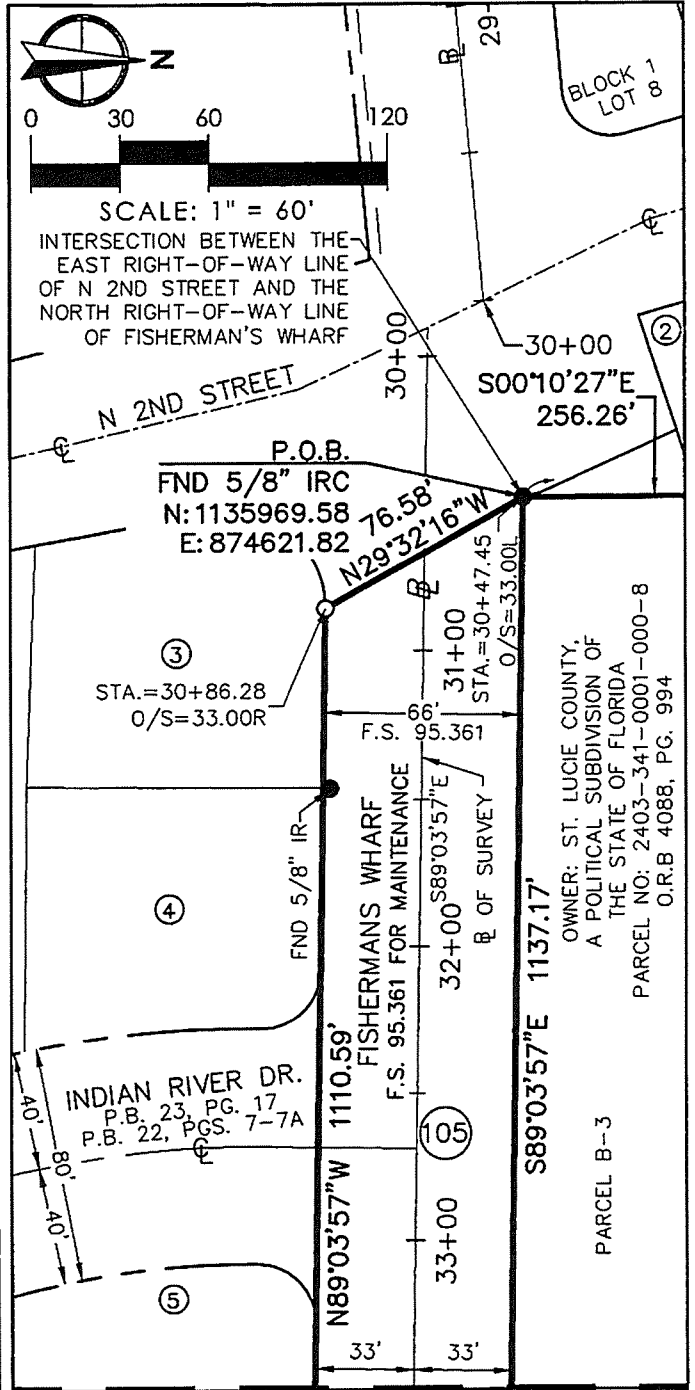 N
0 30 60 120
SCALE: 1" = 60'
INTERSECTION BETWEEN THE
EAST RIGHT-OF-WAY LINE
OF N 2ND STREET AND THE
NORTH RIGHT-OF-WAY LINE
OF FISHERMAN'S WHARF
BLOCK 1
LOT 8
29
30+00
30+00
2
S00°10'27"E
256.26'
N 2ND STREET
P.O.B.
FND 5/8" IRC
N: 1135969.58
E: 874621.82
76.58'
N29°32'16"W
STA.=30+47.45
O/S=33.00L
31+00
3
STA.=30+86.28
O/S=33.00R
66'
F.S. 95.361
FND 5/8" IR
FISHERMANS WHARF
F.S. 95.361 FOR MAINTENANCE
S89°03'57"E
32+00
BL OF SURVEY
4
OWNER: ST. LUCIE COUNTY,
A POLITICAL SUBDIVISION OF
THE STATE OF FLORIDA
PARCEL NO: 2403-341-0001-000-8
O.R.B 4088, PG. 994
S89°03'57"E 1137.17'
N89°03'57"W 1110.59'
INDIAN RIVER DR.
P.B. 23, PG. 17
P.B. 22, PGS. 7-7A
40'
80'
40'
105
33+00
PARCEL B-3
5
33' 33'